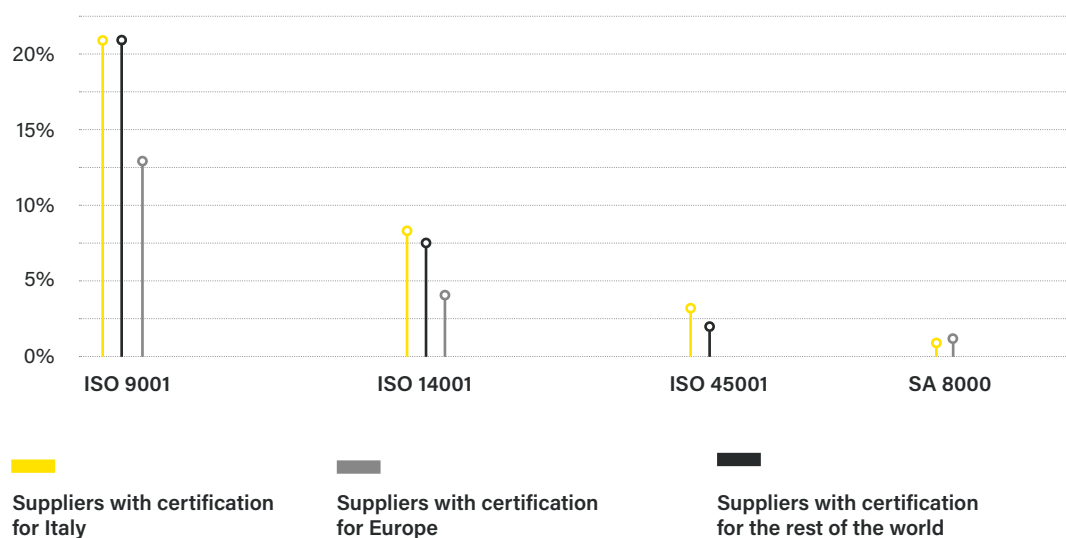 20%
15%
10%
5%
0%
ISO 9001
ISO 14001
ISO 45001
SA 8000
Suppliers with certification
for Italy
Suppliers with certification
for Europe
Suppliers with certification
for the rest of the world